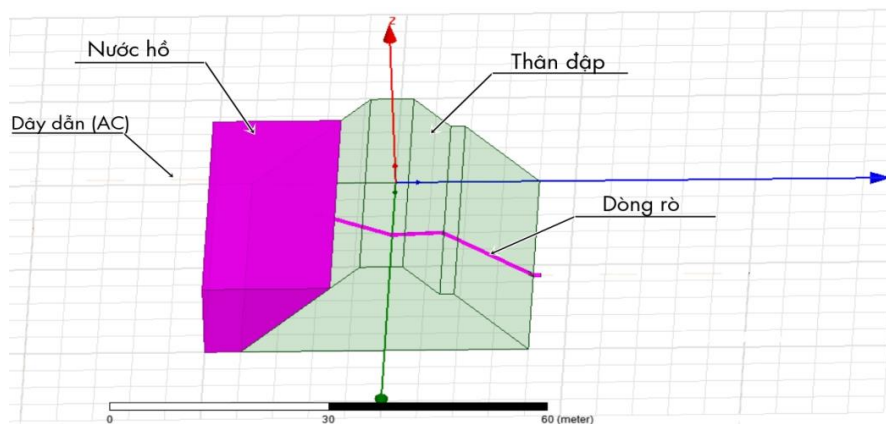 z
Nước hồ
Thân đập
Dây dẫn (AC)
Dòng rò
0
30
60 (meter)